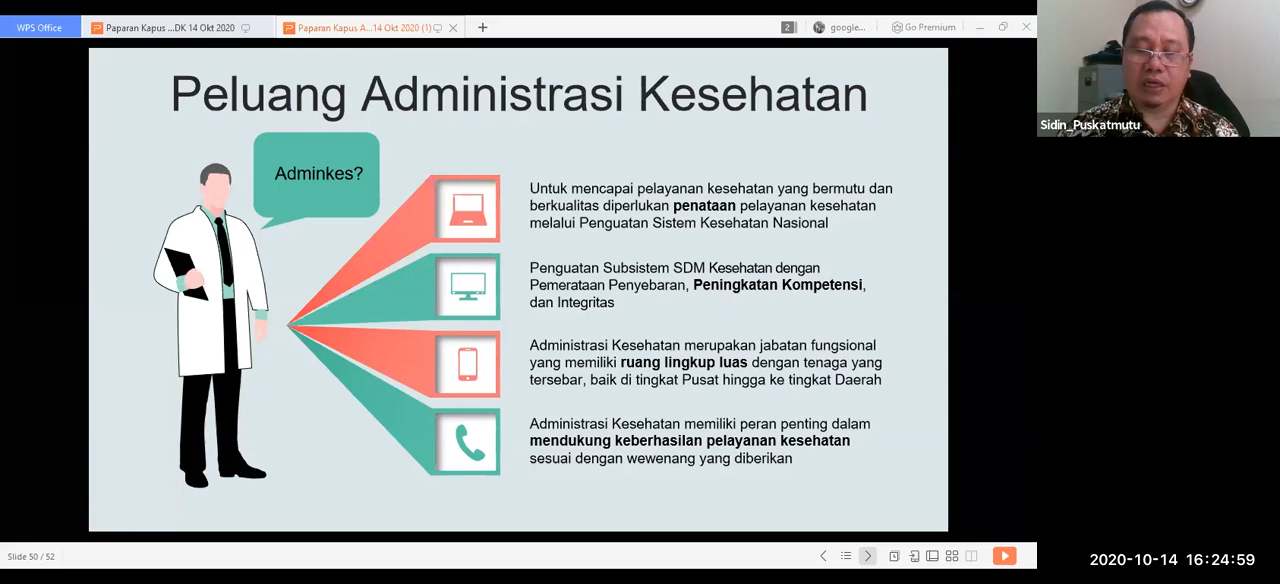 WPS Office
Paparan Kapus ...DK 14 Okt 2020
Paparan Kapus A...14 Okt 2020 (1)
2
google...
Go Premium
Sidin_Puskatmutu
Peluang Administrasi Kesehatan
Adminkes?
Untuk mencapai pelayanan kesehatan yang bermutu dan
berkualitas diperlukan penataan pelayanan kesehatan
melalui Penguatan Sistem Kesehatan Nasional
Penguatan Subsistem SDM Kesehatan dengan
Pemerataan Penyebaran, Peningkatan Kompetensi,
dan Integritas
Administrasi Kesehatan merupakan jabatan fungsional
yang memiliki ruang lingkup luas dengan tenaga yang
tersebar, baik di tingkat Pusat hingga ke tingkat Daerah
Administrasi Kesehatan memiliki peran penting dalam
mendukung keberhasilan pelayanan kesehatan
sesuai dengan wewenang yang diberikan
Slide 50 / 52
2020-10-14 16:24:59